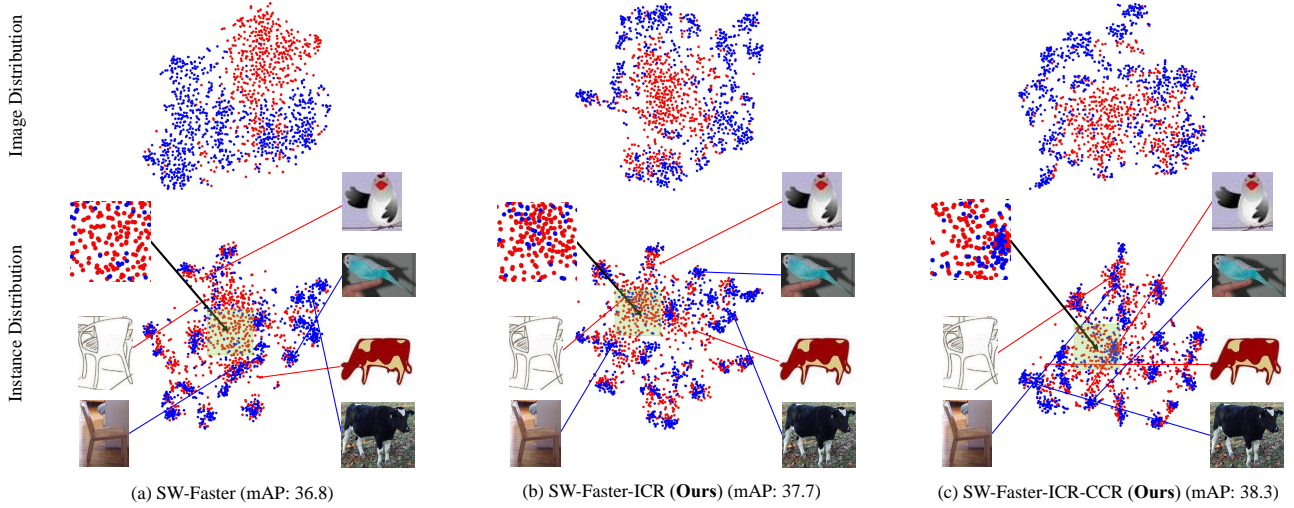 Image Distribution
Instance Distribution
(a) SW-Faster (mAP: 36.8)
(b) SW-Faster-ICR (Ours) (mAP: 37.7)
(c) SW-Faster-ICR-CCR (Ours) (mAP: 38.3)